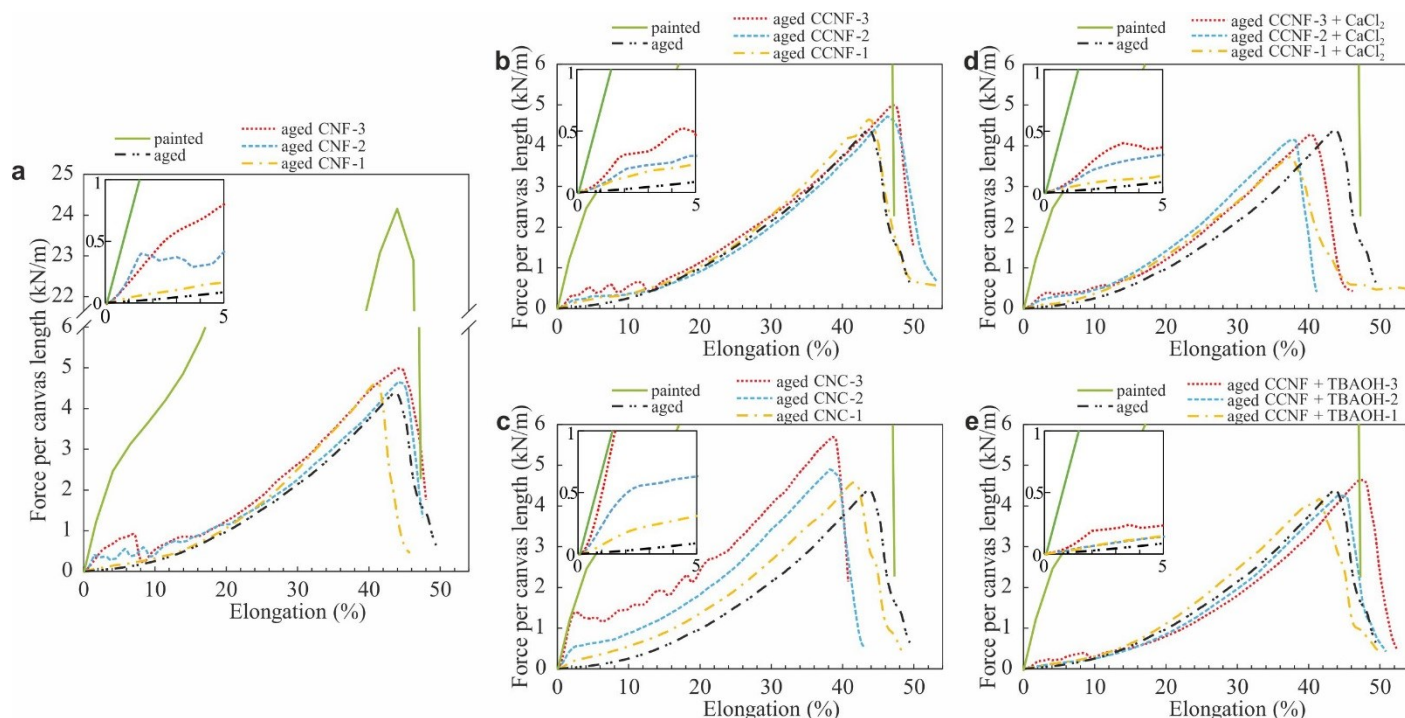 a
painted
aged
aged CNF-3
aged CNF-2
aged CNF-1
Force per canvas length (kN/m)
25
24
23
22
6
5
4
3
2
1
0
0 10 20 30 40 50
Elongation (%)
1
0.5
0
0 5
b
painted
aged
aged CCNF-3
aged CCNF-2
aged CCNF-1
Force per canvas length (kN/m)
6
5
4
3
2
1
0
0 10 20 30 40 50
Elongation (%)
1
0.5
0
0 5
d
painted
aged
aged CCNF-3 + CaCl₂
aged CCNF-2 + CaCl₂
aged CCNF-1 + CaCl₂
Force per canvas length (kN/m)
6
5
4
3
2
1
0
0 10 20 30 40 50
Elongation (%)
1
0.5
0
0 5
c
painted
aged
aged CNC-3
aged CNC-2
aged CNC-1
Force per canvas length (kN/m)
6
5
4
3
2
1
0
0 10 20 30 40 50
Elongation (%)
1
0.5
0
0 5
e
painted
aged
aged CCNF + TBAOH-3
aged CCNF + TBAOH-2
aged CCNF + TBAOH-1
Force per canvas length (kN/m)
6
5
4
3
2
1
0
0 10 20 30 40 50
Elongation (%)
1
0.5
0
0 5